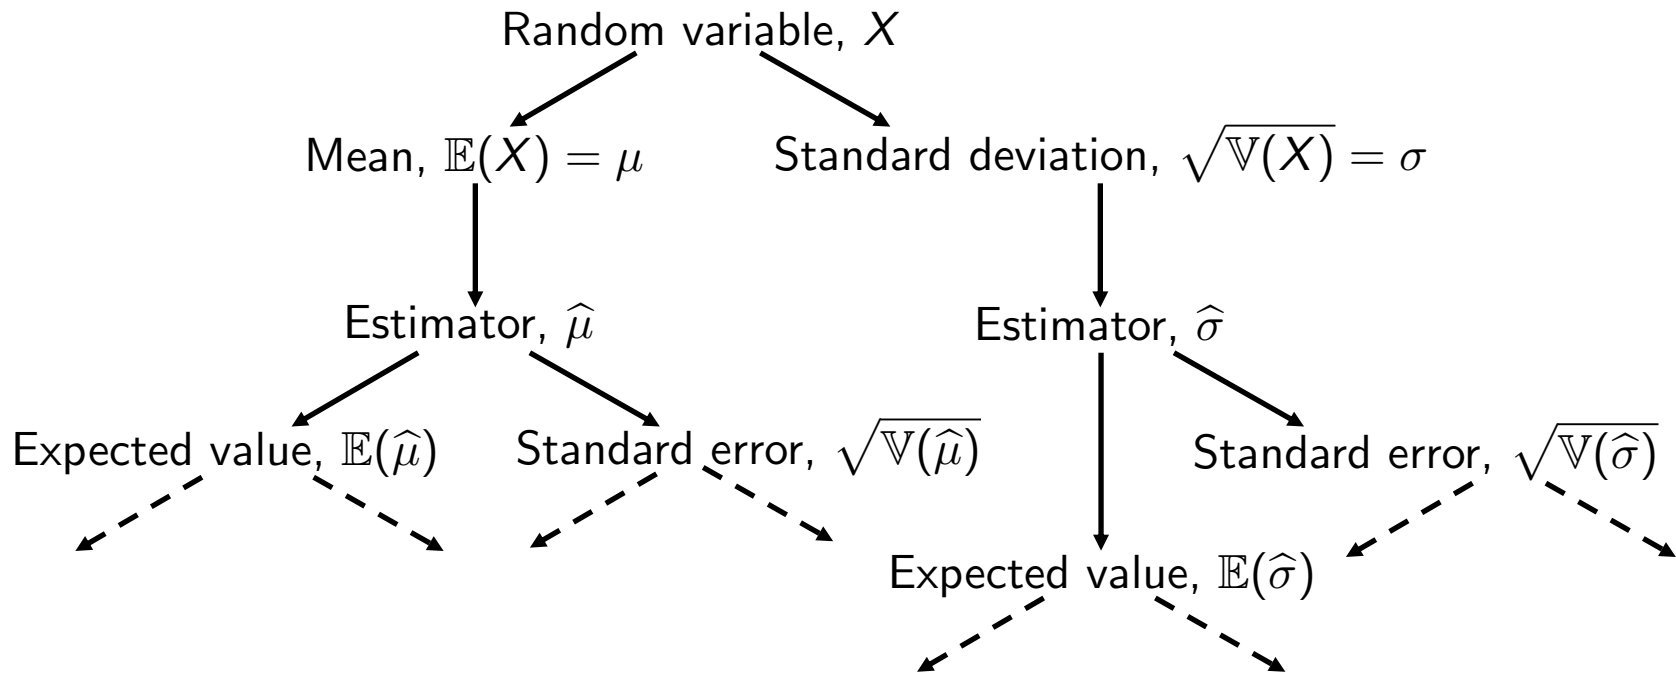 Random variable, X
Mean, 𝔼(X) = μ
Standard deviation, √𝕍(X) = σ
Estimator, μ̂
Estimator, σ̂
Expected value, 𝔼(μ̂)
Standard error, √𝕍(μ̂)
Standard error, √𝕍(σ̂)
Expected value, 𝔼(σ̂)